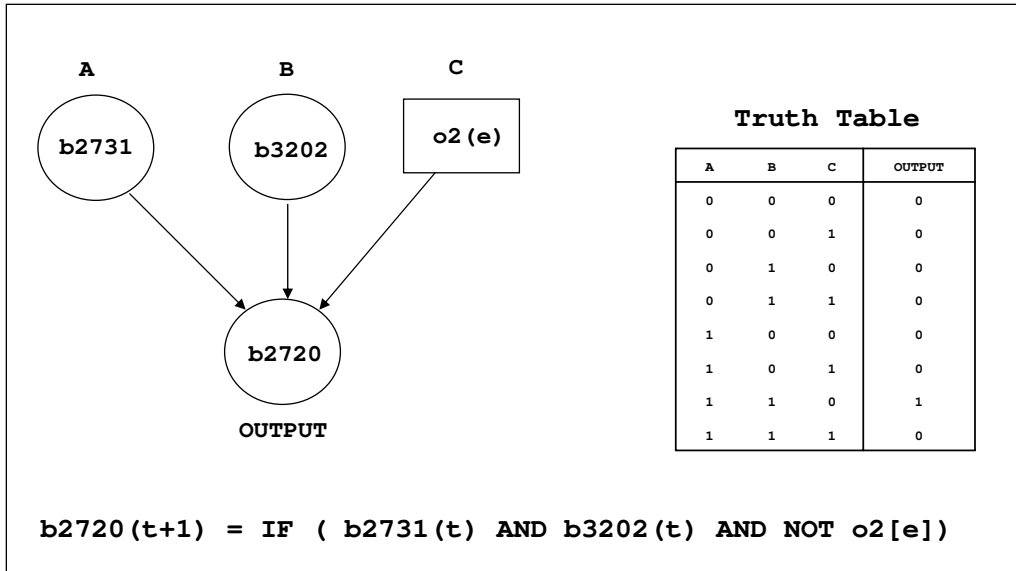 A B C
b2731 b3202 o2(e)
b2720
OUTPUT
Truth Table
A B C OUTPUT
0 0 0 0
0 0 1 0
0 1 0 0
0 1 1 0
1 0 0 0
1 0 1 0
1 1 0 1
1 1 1 0
b2720(t+1) = IF ( b2731(t) AND b3202(t) AND NOT o2[e])